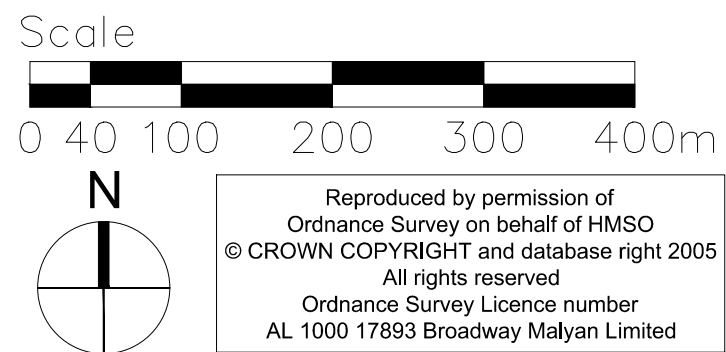 Scale
0 40 100 200 300 400m
N
Reproduced by permission of
Ordnance Survey on behalf of HMSO
© CROWN COPYRIGHT and database right 2005
All rights reserved
Ordnance Survey Licence number
AL 1000 17893 Broadway Malyan Limited